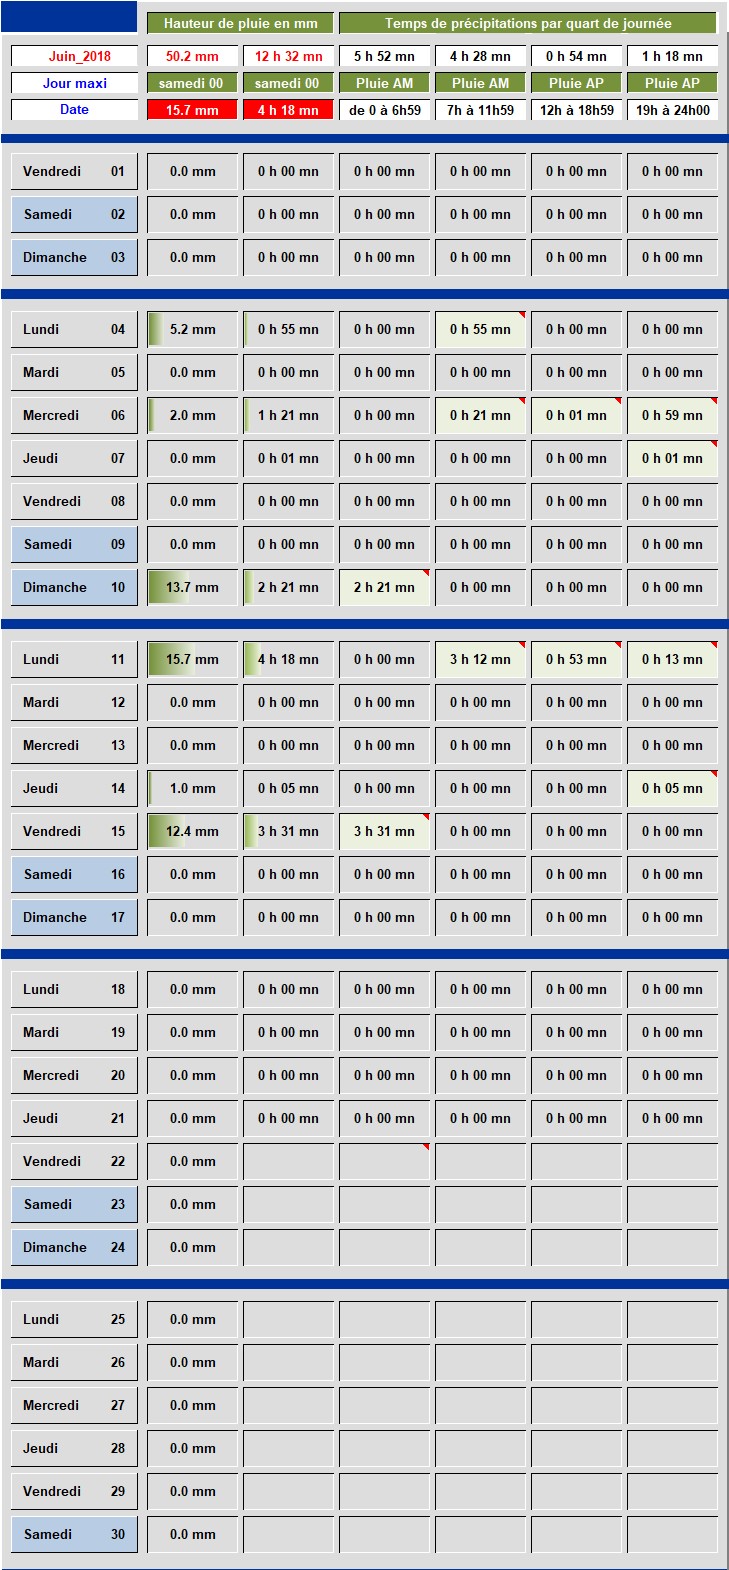 Hauteur de pluie en mm Temps de précipitations par quart de journée
Juin_2018 50.2 mm 12 h 32 mn 5 h 52 mn 4 h 28 mn 0 h 54 mn 1 h 18 mn
Jour maxi samedi 00 samedi 00 Pluie AM Pluie AM Pluie AP Pluie AP
Date 15.7 mm 4 h 18 mn de 0 à 6h59 7h à 11h59 12h à 18h59 19h à 24h00
Vendredi 01 0.0 mm 0 h 00 mn 0 h 00 mn 0 h 00 mn 0 h 00 mn 0 h 00 mn
Samedi 02 0.0 mm 0 h 00 mn 0 h 00 mn 0 h 00 mn 0 h 00 mn 0 h 00 mn
Dimanche 03 0.0 mm 0 h 00 mn 0 h 00 mn 0 h 00 mn 0 h 00 mn 0 h 00 mn
Lundi 04 5.2 mm 0 h 55 mn 0 h 00 mn 0 h 55 mn 0 h 00 mn 0 h 00 mn
Mardi 05 0.0 mm 0 h 00 mn 0 h 00 mn 0 h 00 mn 0 h 00 mn 0 h 00 mn
Mercredi 06 2.0 mm 1 h 21 mn 0 h 00 mn 0 h 21 mn 0 h 01 mn 0 h 59 mn
Jeudi 07 0.0 mm 0 h 01 mn 0 h 00 mn 0 h 00 mn 0 h 00 mn 0 h 01 mn
Vendredi 08 0.0 mm 0 h 00 mn 0 h 00 mn 0 h 00 mn 0 h 00 mn 0 h 00 mn
Samedi 09 0.0 mm 0 h 00 mn 0 h 00 mn 0 h 00 mn 0 h 00 mn 0 h 00 mn
Dimanche 10 13.7 mm 2 h 21 mn 2 h 21 mn 0 h 00 mn 0 h 00 mn 0 h 00 mn
Lundi 11 15.7 mm 4 h 18 mn 0 h 00 mn 3 h 12 mn 0 h 53 mn 0 h 13 mn
Mardi 12 0.0 mm 0 h 00 mn 0 h 00 mn 0 h 00 mn 0 h 00 mn 0 h 00 mn
Mercredi 13 0.0 mm 0 h 00 mn 0 h 00 mn 0 h 00 mn 0 h 00 mn 0 h 00 mn
Jeudi 14 1.0 mm 0 h 05 mn 0 h 00 mn 0 h 00 mn 0 h 00 mn 0 h 05 mn
Vendredi 15 12.4 mm 3 h 31 mn 3 h 31 mn 0 h 00 mn 0 h 00 mn 0 h 00 mn
Samedi 16 0.0 mm 0 h 00 mn 0 h 00 mn 0 h 00 mn 0 h 00 mn 0 h 00 mn
Dimanche 17 0.0 mm 0 h 00 mn 0 h 00 mn 0 h 00 mn 0 h 00 mn 0 h 00 mn
Lundi 18 0.0 mm 0 h 00 mn 0 h 00 mn 0 h 00 mn 0 h 00 mn 0 h 00 mn
Mardi 19 0.0 mm 0 h 00 mn 0 h 00 mn 0 h 00 mn 0 h 00 mn 0 h 00 mn
Mercredi 20 0.0 mm 0 h 00 mn 0 h 00 mn 0 h 00 mn 0 h 00 mn 0 h 00 mn
Jeudi 21 0.0 mm 0 h 00 mn 0 h 00 mn 0 h 00 mn 0 h 00 mn 0 h 00 mn
Vendredi 22 0.0 mm
Samedi 23 0.0 mm
Dimanche 24 0.0 mm
Lundi 25 0.0 mm
Mardi 26 0.0 mm
Mercredi 27 0.0 mm
Jeudi 28 0.0 mm
Vendredi 29 0.0 mm
Samedi 30 0.0 mm